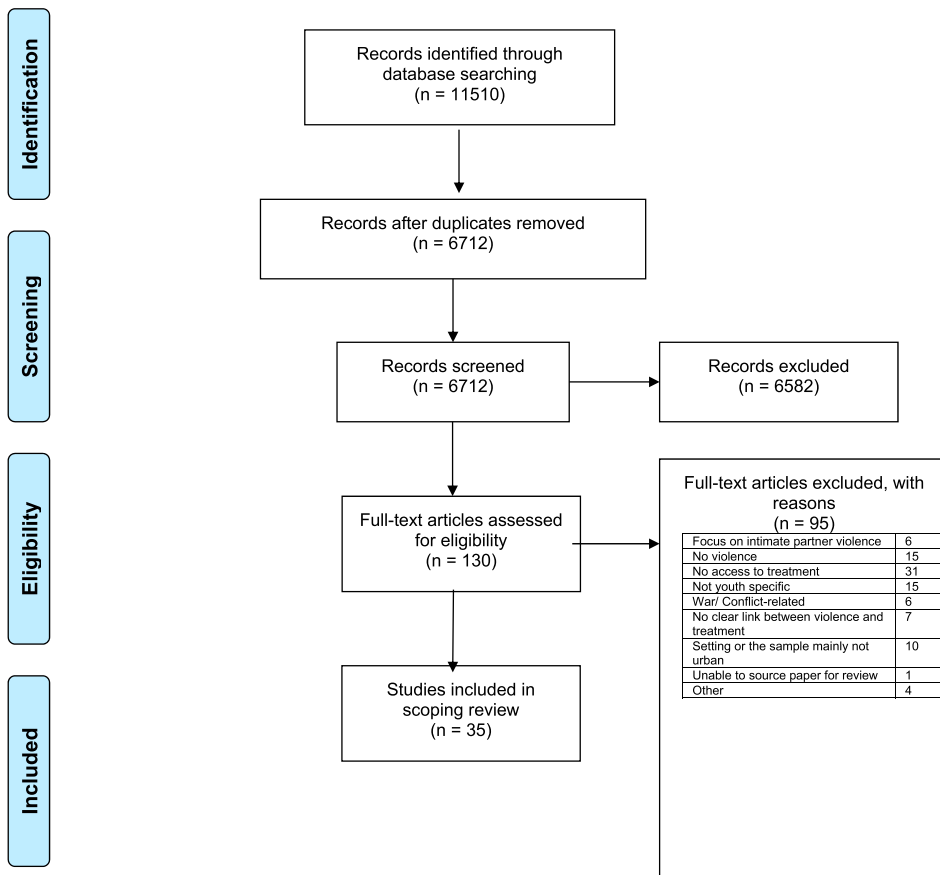 Identification
Records identified through
database searching
(n = 11510)
Records after duplicates removed
(n = 6712)
Screening
Records screened
(n = 6712)
Records excluded
(n = 6582)
Eligibility
Full-text articles assessed
for eligibility
(n = 130)
Full-text articles excluded, with
reasons
(n = 95)
Focus on intimate partner violence 6
No violence 15
No access to treatment 31
Not youth specific 15
War/ Conflict-related 6
No clear link between violence and 7
treatment
Setting or the sample mainly not 10
urban
Unable to source paper for review 1
Other 4
Included
Studies included in
scoping review
(n = 35)